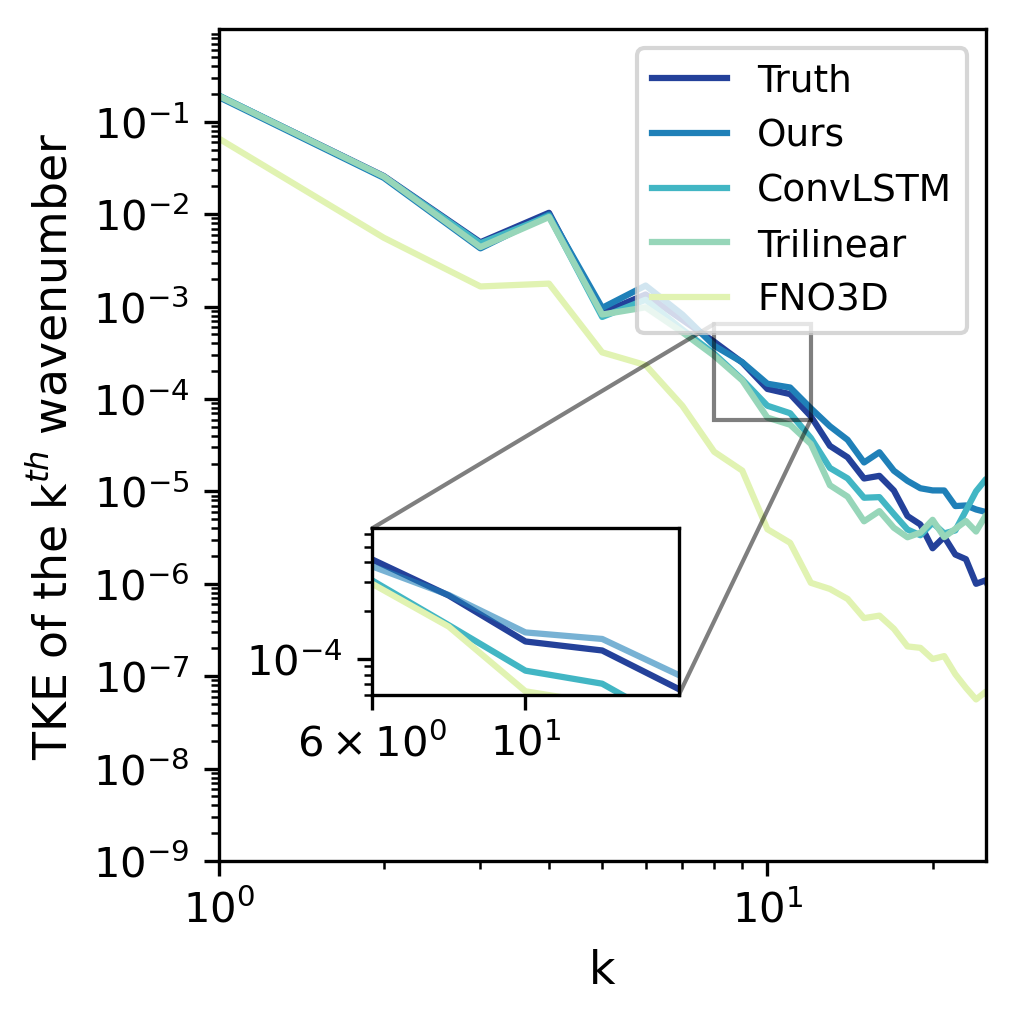 Truth
Ours
ConvLSTM
Trilinear
FNO3D
TKE of the k^th wavenumber
10^-1
10^-2
10^-3
10^-4
10^-5
10^-6
10^-7
10^-8
10^-9
10^-4
6 × 10^0
10^1
10^0
10^1
k